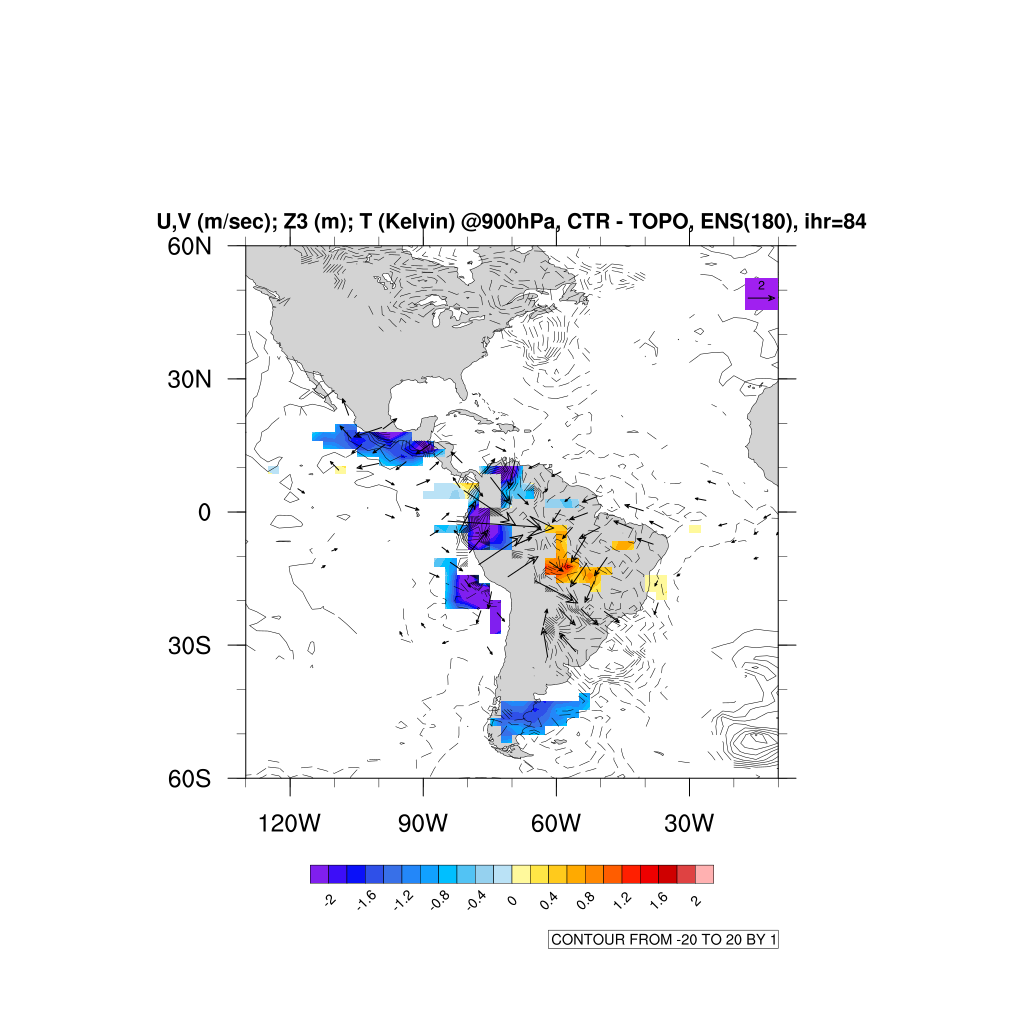 U,V (m/sec); Z3 (m); T (Kelvin) @900hPa, CTR - TOPO, ENS(180), ihr=84
60N
2
30N
0
30S
60S
120W 90W 60W 30W
-2 -1.6 -1.2 -0.8 -0.4 0 0.4 0.8 1.2 1.6 2
CONTOUR FROM -20 TO 20 BY 1